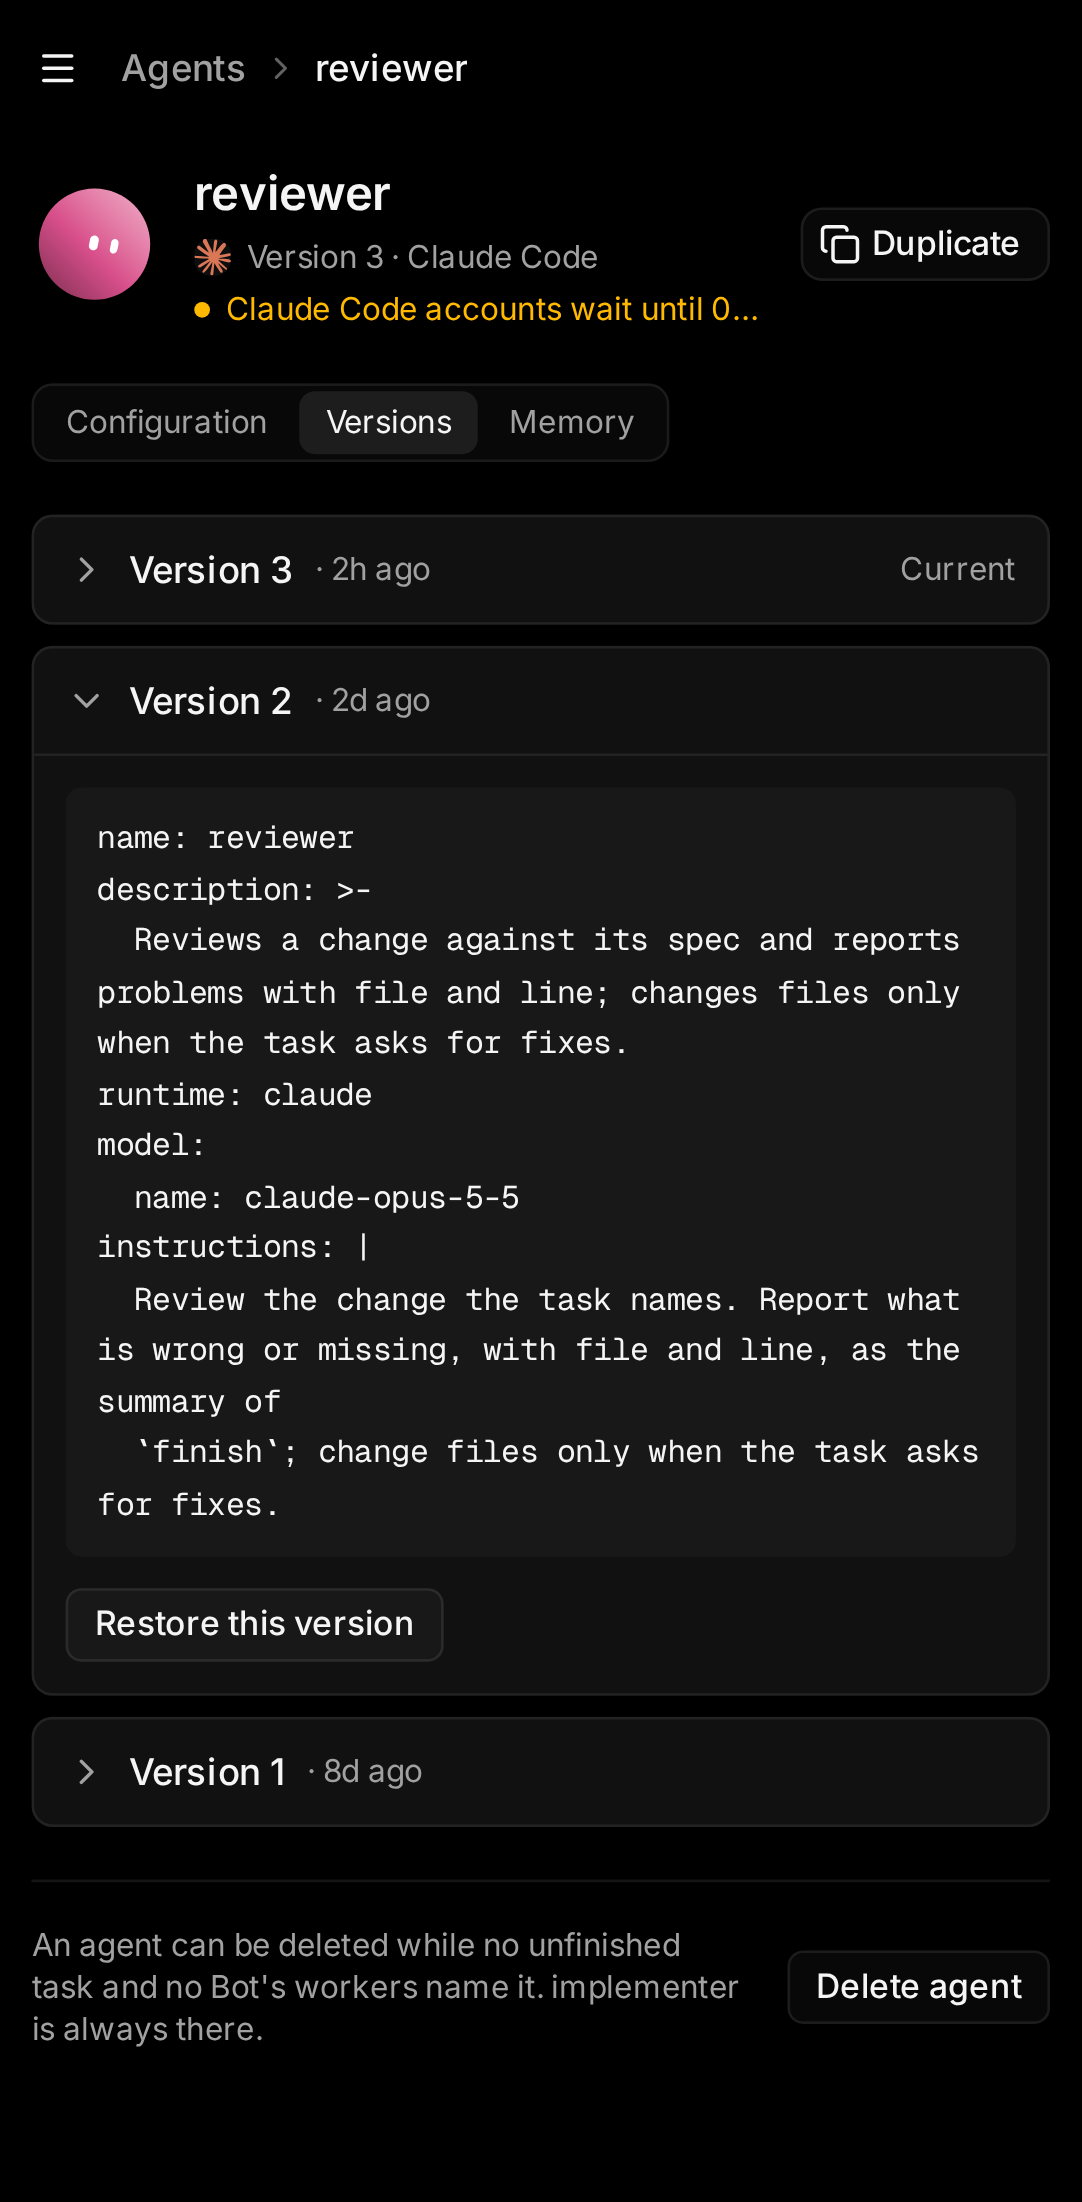 Agents > reviewer
reviewer
Version 3 · Claude Code
Claude Code accounts wait until 0...
Duplicate
Configuration
Versions
Memory
Version 3 · 2h ago
Current
Version 2 · 2d ago
name: reviewer
description: >-
  Reviews a change against its spec and reports
problems with file and line; changes files only
when the task asks for fixes.
runtime: claude
model:
  name: claude-opus-5-5
instructions: |
  Review the change the task names. Report what
is wrong or missing, with file and line, as the
summary of
  `finish`; change files only when the task asks
for fixes.
Restore this version
Version 1 · 8d ago
An agent can be deleted while no unfinished
task and no Bot's workers name it. implementer
is always there.
Delete agent